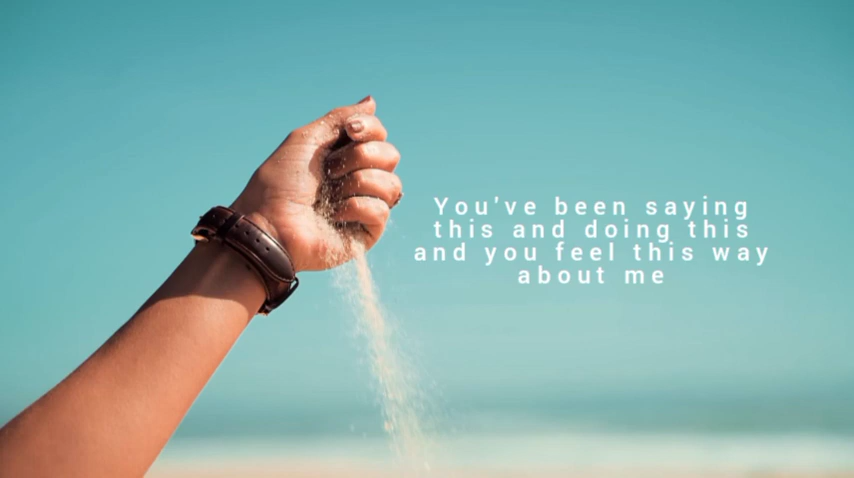 You've been saying
this and doing this
and you feel this way
about me